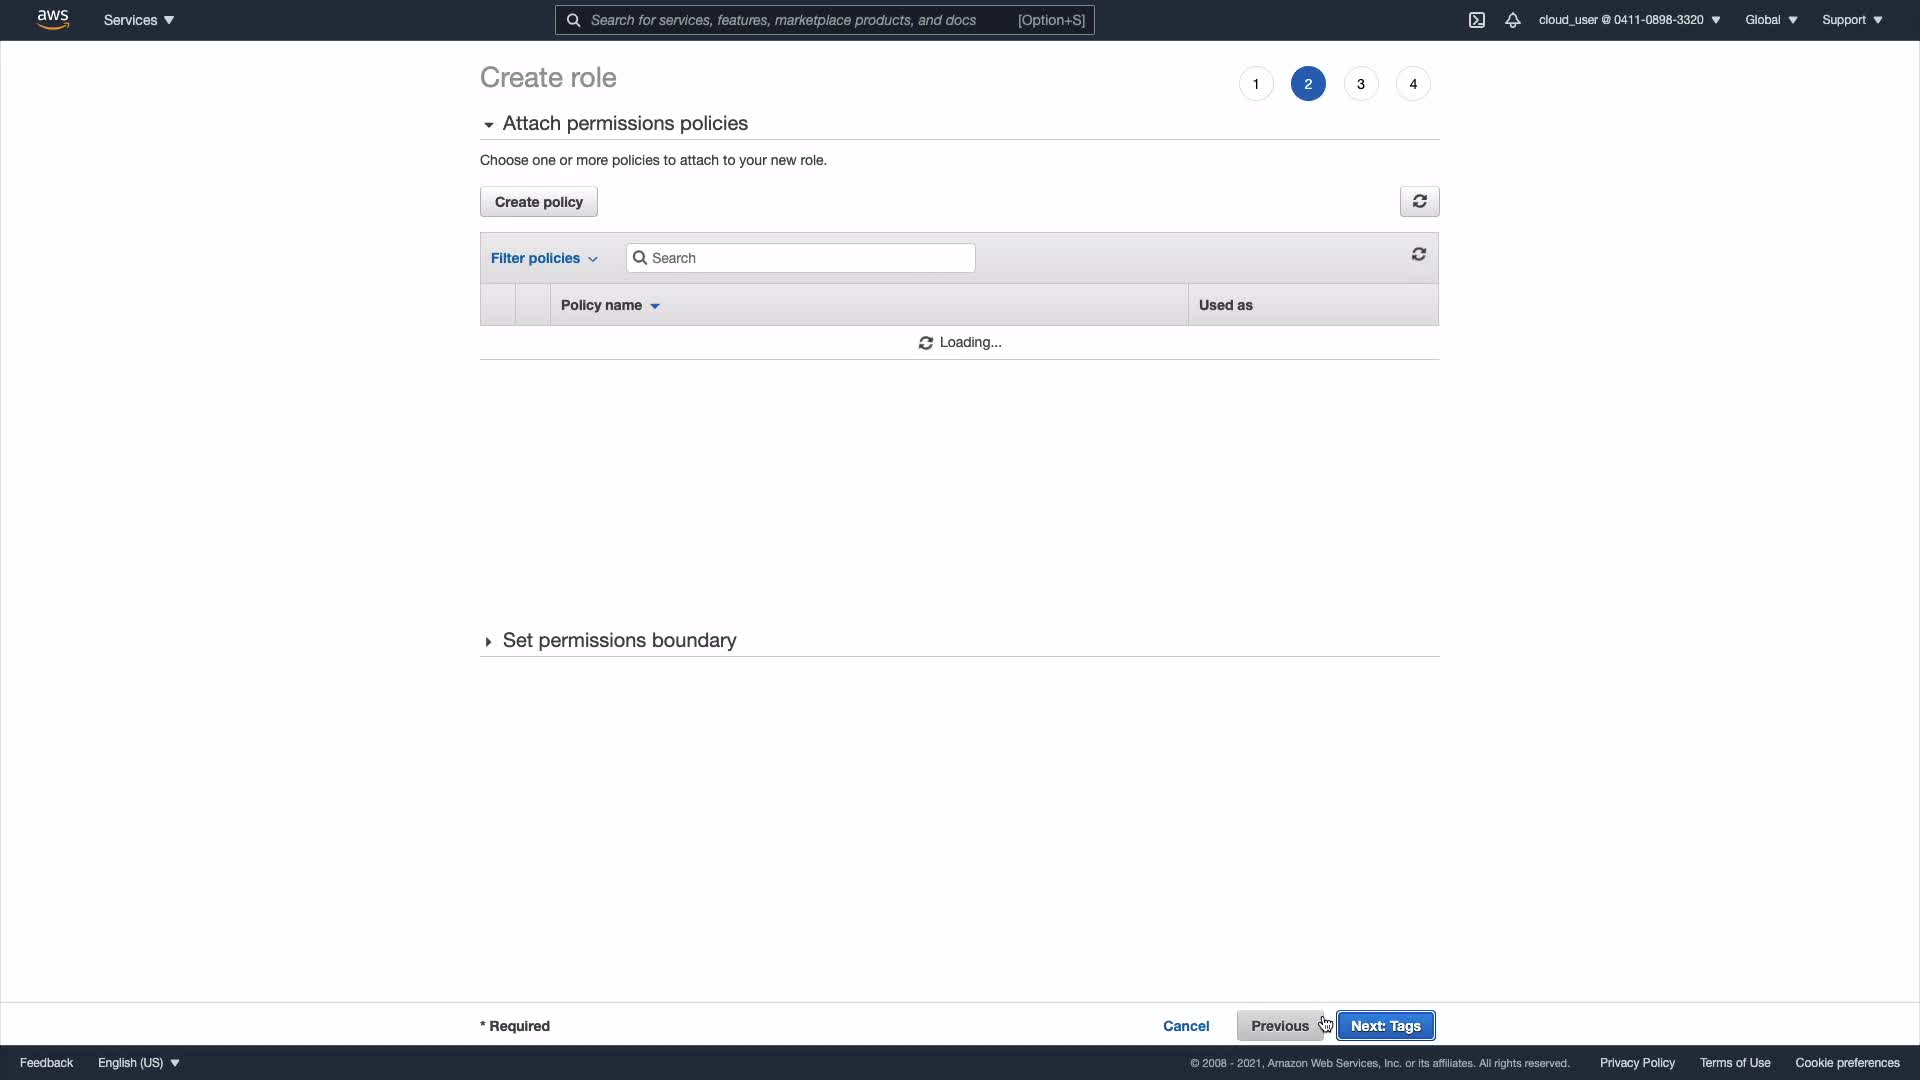 aws
Services
Search for services, features, marketplace products, and docs [Option+S]
cloud_user @ 0411-0898-3320
Global
Support
Create role
1 2 3 4
Attach permissions policies
Choose one or more policies to attach to your new role.
Create policy
Filter policies
Search
Policy name
Used as
Loading...
Set permissions boundary
* Required
Cancel
Previous
Next: Tags
Feedback
English (US)
© 2008 - 2021, Amazon Web Services, Inc. or its affiliates. All rights reserved.
Privacy Policy
Terms of Use
Cookie preferences